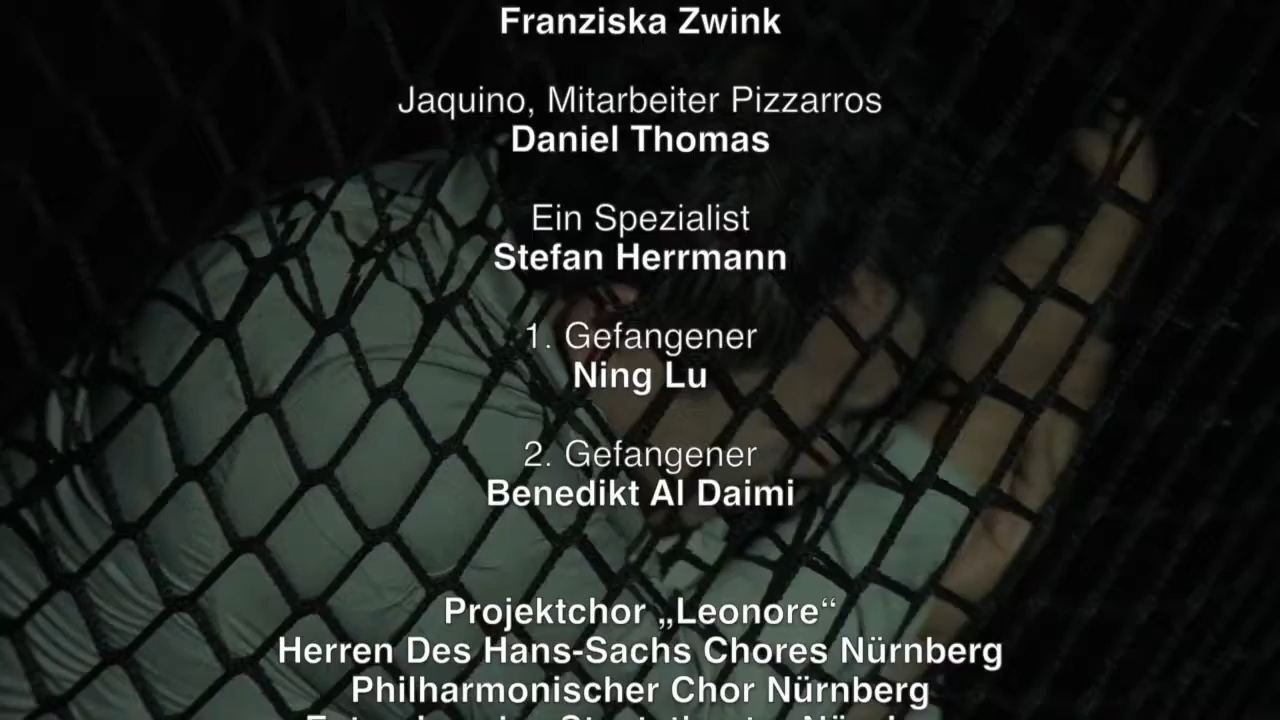 Franziska Zwink
Jaquino, Mitarbeiter Pizzarros
Daniel Thomas
Ein Spezialist
Stefan Herrmann
1. Gefangener
Ning Lu
2. Gefangener
Benedikt Al Daimi
Projektchor „Leonore“
Herren Des Hans-Sachs Chores Nürnberg
Philharmonischer Chor Nürnberg